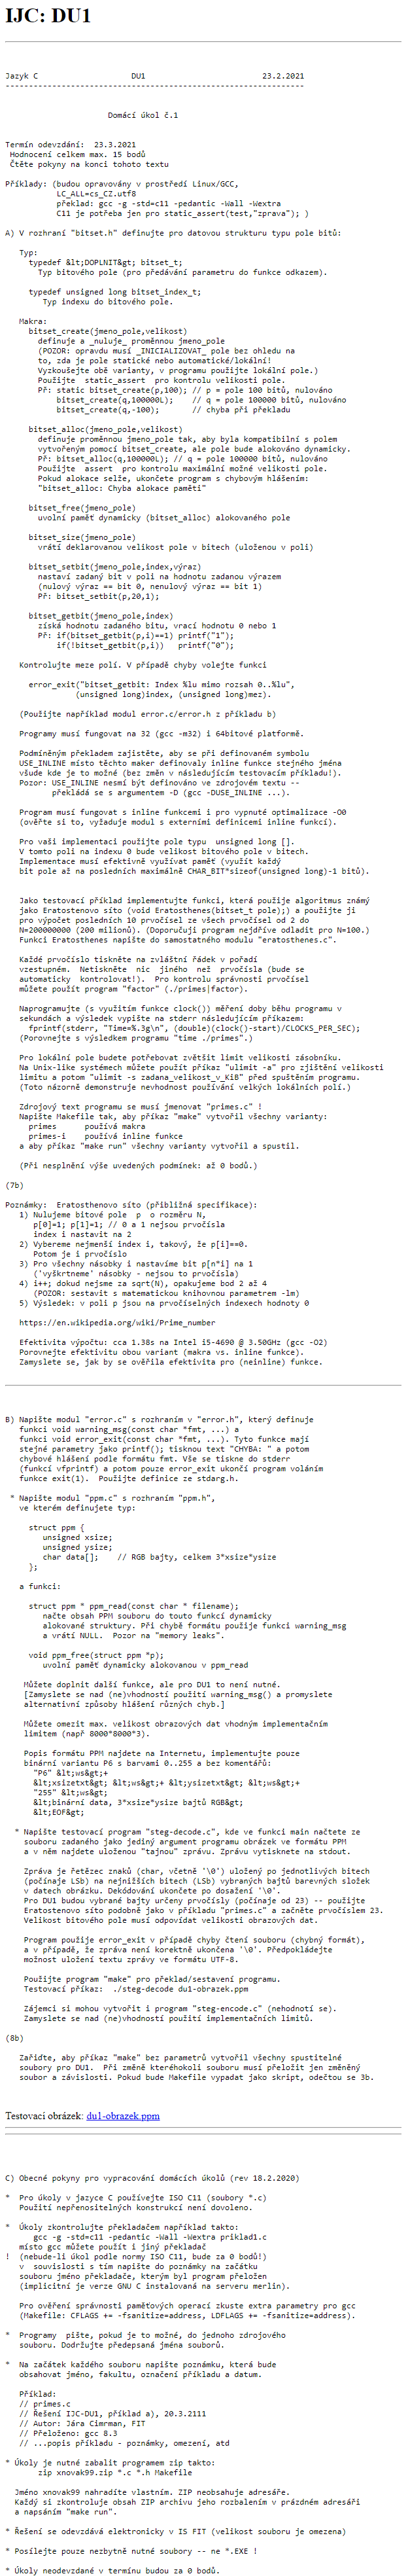 IJC: DU1
Jazyk C                    DU1                         23.2.2021
----------------------------------------------------------------
Domácí úkol č.1
Termín odevzdání:  23.3.2021
Hodnocení celkem max. 15 bodů
Čtěte pokyny na konci tohoto textu
Příklady: (budou opravovány v prostředí Linux/GCC,
LC_ALL=cs_CZ.utf8
překlad: gcc -g -std=c11 -pedantic -Wall -Wextra
C11 je potřeba jen pro static_assert(test,"zprava"); )
A) V rozhraní "bitset.h" definujte pro datovou strukturu typu pole bitů:
Typ:
typedef &lt;DOPLNIT&gt; bitset_t;
Typ bitového pole (pro předávání parametru do funkce odkazem).
typedef unsigned long bitset_index_t;
Typ indexu do bitového pole.
Makra:
bitset_create(jmeno_pole,velikost)
definuje a _nuluje_ proměnnou jmeno_pole
(POZOR: opravdu musí _INICIALIZOVAT_ pole bez ohledu na
to, zda je pole statické nebo automatické/lokální!
Vyzkoušejte obě varianty, v programu použijte lokální pole.)
Použijte  static_assert  pro kontrolu velikosti pole.
Př: static bitset_create(p,100); // p = pole 100 bitů, nulováno
bitset_create(q,100000L);    // q = pole 100000 bitů, nulováno
bitset_create(q,-100);       // chyba při překladu
bitset_alloc(jmeno_pole,velikost)
definuje proměnnou jmeno_pole tak, aby byla kompatibilní s polem
vytvořeným pomocí bitset_create, ale pole bude alokováno dynamicky.
Př: bitset_alloc(q,100000L); // q = pole 100000 bitů, nulováno
Použijte  assert  pro kontrolu maximální možné velikosti pole.
Pokud alokace selže, ukončete program s chybovým hlášením:
"bitset_alloc: Chyba alokace paměti"
bitset_free(jmeno_pole)
uvolní paměť dynamicky (bitset_alloc) alokovaného pole
bitset_size(jmeno_pole)
vrátí deklarovanou velikost pole v bitech (uloženou v poli)
bitset_setbit(jmeno_pole,index,výraz)
nastaví zadaný bit v poli na hodnotu zadanou výrazem
(nulový výraz == bit 0, nenulový výraz == bit 1)
Př: bitset_setbit(p,20,1);
bitset_getbit(jmeno_pole,index)
získá hodnotu zadaného bitu, vrací hodnotu 0 nebo 1
Př: if(bitset_getbit(p,i)==1) printf("1");
if(!bitset_getbit(p,i))   printf("0");
Kontrolujte meze polí. V případě chyby volejte funkci
error_exit("bitset_getbit: Index %lu mimo rozsah 0..%lu",
(unsigned long)index, (unsigned long)mez).
(Použijte například modul error.c/error.h z příkladu b)
Programy musí fungovat na 32 (gcc -m32) i 64bitové platformě.
Podmíněným překladem zajistěte, aby se při definovaném symbolu
USE_INLINE místo těchto maker definovaly inline funkce stejného jména
všude kde je to možné (bez změn v následujícím testovacím příkladu!).
Pozor: USE_INLINE nesmí být definováno ve zdrojovém textu --
překládá se s argumentem -D (gcc -DUSE_INLINE ...).
Program musí fungovat s inline funkcemi i pro vypnuté optimalizace -O0
(ověřte si to, vyžaduje modul s externími definicemi inline funkcí).
Pro vaši implementaci použijte pole typu  unsigned long [].
V tomto poli na indexu 0 bude velikost bitového pole v bitech.
Implementace musí efektivně využívat paměť (využít každý
bit pole až na posledních maximálně CHAR_BIT*sizeof(unsigned long)-1 bitů).
Jako testovací příklad implementujte funkci, která použije algoritmus známý
jako Eratostenovo síto (void Eratosthenes(bitset_t pole);) a použijte ji
pro výpočet posledních 10 prvočísel ze všech prvočísel od 2 do
N=200000000 (200 milionů). (Doporučuji program nejdříve odladit pro N=100.)
Funkci Eratosthenes napište do samostatného modulu "eratosthenes.c".
Každé prvočíslo tiskněte na zvláštní řádek v pořadí
vzestupném.  Netiskněte  nic  jiného  než  prvočísla (bude se
automaticky  kontrolovat!).  Pro kontrolu správnosti prvočísel
můžete použít program "factor" (./primes|factor).
Naprogramujte (s využitím funkce clock()) měření doby běhu programu v
sekundách a výsledek vypište na stderr následujícím příkazem:
fprintf(stderr, "Time=%.3g\n", (double)(clock()-start)/CLOCKS_PER_SEC);
(Porovnejte s výsledkem programu "time ./primes".)
Pro lokální pole budete potřebovat zvětšit limit velikosti zásobníku.
Na Unix-like systémech můžete použít příkaz "ulimit -a" pro zjištění velikosti
limitu a potom "ulimit -s zadana_velikost_v_KiB" před spuštěním programu.
(Toto názorně demonstruje nevhodnost používání velkých lokálních polí.)
Zdrojový text programu se musí jmenovat "primes.c" !
Napište Makefile tak, aby příkaz "make" vytvořil všechny varianty:
primes      používá makra
primes-i    používá inline funkce
a aby příkaz "make run" všechny varianty vytvořil a spustil.
(Při nesplnění výše uvedených podmínek: až 0 bodů.)
(7b)
Poznámky:  Eratosthenovo síto (přibližná specifikace):
1) Nulujeme bitové pole  p  o rozměru N,
p[0]=1; p[1]=1; // 0 a 1 nejsou prvočísla
index i nastavit na 2
2) Vybereme nejmenší index i, takový, že p[i]==0.
Potom je i prvočíslo
3) Pro všechny násobky i nastavíme bit p[n*i] na 1
('vyškrtneme' násobky - nejsou to prvočísla)
4) i++; dokud nejsme za sqrt(N), opakujeme bod 2 až 4
(POZOR: sestavit s matematickou knihovnou parametrem -lm)
5) Výsledek: v poli p jsou na prvočíselných indexech hodnoty 0
https://en.wikipedia.org/wiki/Prime_number
Efektivita výpočtu: cca 1.38s na Intel i5-4690 @ 3.50GHz (gcc -O2)
Porovnejte efektivitu obou variant (makra vs. inline funkce).
Zamyslete se, jak by se ověřila efektivita pro (neinline) funkce.
B) Napište modul "error.c" s rozhraním v "error.h", který definuje
funkci void warning_msg(const char *fmt, ...) a
funkci void error_exit(const char *fmt, ...). Tyto funkce mají
stejné parametry jako printf(); tisknou text "CHYBA: " a potom
chybové hlášení podle formátu fmt. Vše se tiskne do stderr
(funkcí vfprintf) a potom pouze error_exit ukončí program voláním
funkce exit(1).  Použijte definice ze stdarg.h.
* Napište modul "ppm.c" s rozhraním "ppm.h",
ve kterém definujete typ:
struct ppm {
unsigned xsize;
unsigned ysize;
char data[];    // RGB bajty, celkem 3*xsize*ysize
};
a funkci:
struct ppm * ppm_read(const char * filename);
načte obsah PPM souboru do touto funkcí dynamicky
alokované struktury. Při chybě formátu použije funkci warning_msg
a vrátí NULL.  Pozor na "memory leaks".
void ppm_free(struct ppm *p);
uvolní paměť dynamicky alokovanou v ppm_read
Můžete doplnit další funkce, ale pro DU1 to není nutné.
[Zamyslete se nad (ne)vhodností použití warning_msg() a promyslete
alternativní způsoby hlášení různých chyb.]
Můžete omezit max. velikost obrazových dat vhodným implementačním
limitem (např 8000*8000*3).
Popis formátu PPM najdete na Internetu, implementujte pouze
binární variantu P6 s barvami 0..255 a bez komentářů:
"P6" &lt;ws&gt;+
&lt;xsizetxt&gt; &lt;ws&gt;+ &lt;ysizetxt&gt; &lt;ws&gt;+
"255" &lt;ws&gt;
&lt;binární data, 3*xsize*ysize bajtů RGB&gt;
&lt;EOF&gt;
* Napište testovací program "steg-decode.c", kde ve funkci main načtete ze
souboru zadaného jako jediný argument programu obrázek ve formátu PPM
a v něm najdete uloženou "tajnou" zprávu. Zprávu vytisknete na stdout.
Zpráva je řetězec znaků (char, včetně '\0') uložený po jednotlivých bitech
(počínaje LSb) na nejnižších bitech (LSb) vybraných bajtů barevných složek
v datech obrázku. Dekódování ukončete po dosažení '\0'.
Pro DU1 budou vybrané bajty určeny prvočísly (počínaje od 23) -- použijte
Eratostenovo síto podobně jako v příkladu "primes.c" a začněte prvočíslem 23.
Velikost bitového pole musí odpovídat velikosti obrazových dat.
Program použije error_exit v případě chyby čtení souboru (chybný formát),
a v případě, že zpráva není korektně ukončena '\0'. Předpokládejte
možnost uložení textu zprávy ve formátu UTF-8.
Použijte program "make" pro překlad/sestavení programu.
Testovací příkaz:  ./steg-decode du1-obrazek.ppm
Zájemci si mohou vytvořit i program "steg-encode.c" (nehodnotí se).
Zamyslete se nad (ne)vhodností použití implementačních limitů.
(8b)
Zařiďte, aby příkaz "make" bez parametrů vytvořil všechny spustitelné
soubory pro DU1.  Při změně kteréhokoli souboru musí přeložit jen změněný
soubor a závislosti. Pokud bude Makefile vypadat jako skript, odečtou se 3b.
Testovaci obrázek: du1-obrazek.ppm
C) Obecné pokyny pro vypracování domácích úkolů (rev 18.2.2020)
*  Pro úkoly v jazyce C používejte ISO C11 (soubory *.c)
Použití nepřenositelných konstrukcí není dovoleno.
*  Úkoly zkontrolujte překladačem například takto:
gcc -g -std=c11 -pedantic -Wall -Wextra priklad1.c
místo gcc můžete použít i jiný překladač
!  (nebude-li úkol podle normy ISO C11, bude za 0 bodů!)
v  souvislosti s tím napište do poznámky na začátku
souboru jméno překladače, kterým byl program přeložen
(implicitní je verze GNU C instalovaná na serveru merlin).
Pro ověření správnosti paměťových operací zkuste extra parametry pro gcc
(Makefile: CFLAGS += -fsanitize=address, LDFLAGS += -fsanitize=address).
*  Programy  pište, pokud je to možné, do jednoho zdrojového
souboru. Dodržujte předepsaná jména souborů.
*  Na začátek každého souboru napište poznámku, která bude
obsahovat jméno, fakultu, označení příkladu a datum.
Příklad:
// primes.c
// Řešení IJC-DU1, příklad a), 20.3.2111
// Autor: Jára Cimrman, FIT
// Přeloženo: gcc 8.3
// ...popis příkladu - poznámky, omezení, atd
* Úkoly je nutné zabalit programem zip takto:
zip xnovak99.zip *.c *.h Makefile
Jméno xnovak99 nahradíte vlastním. ZIP neobsahuje adresáře.
Každý si zkontroluje obsah ZIP archivu jeho rozbalením v prázdném adresáři
a napsáním "make run".
* Řešení se odevzdává elektronicky v IS FIT (velikost souboru je omezena)
* Posílejte pouze nezbytně nutné soubory -- ne *.EXE !
* Úkoly neodevzdané v termínu budou za 0 bodů.